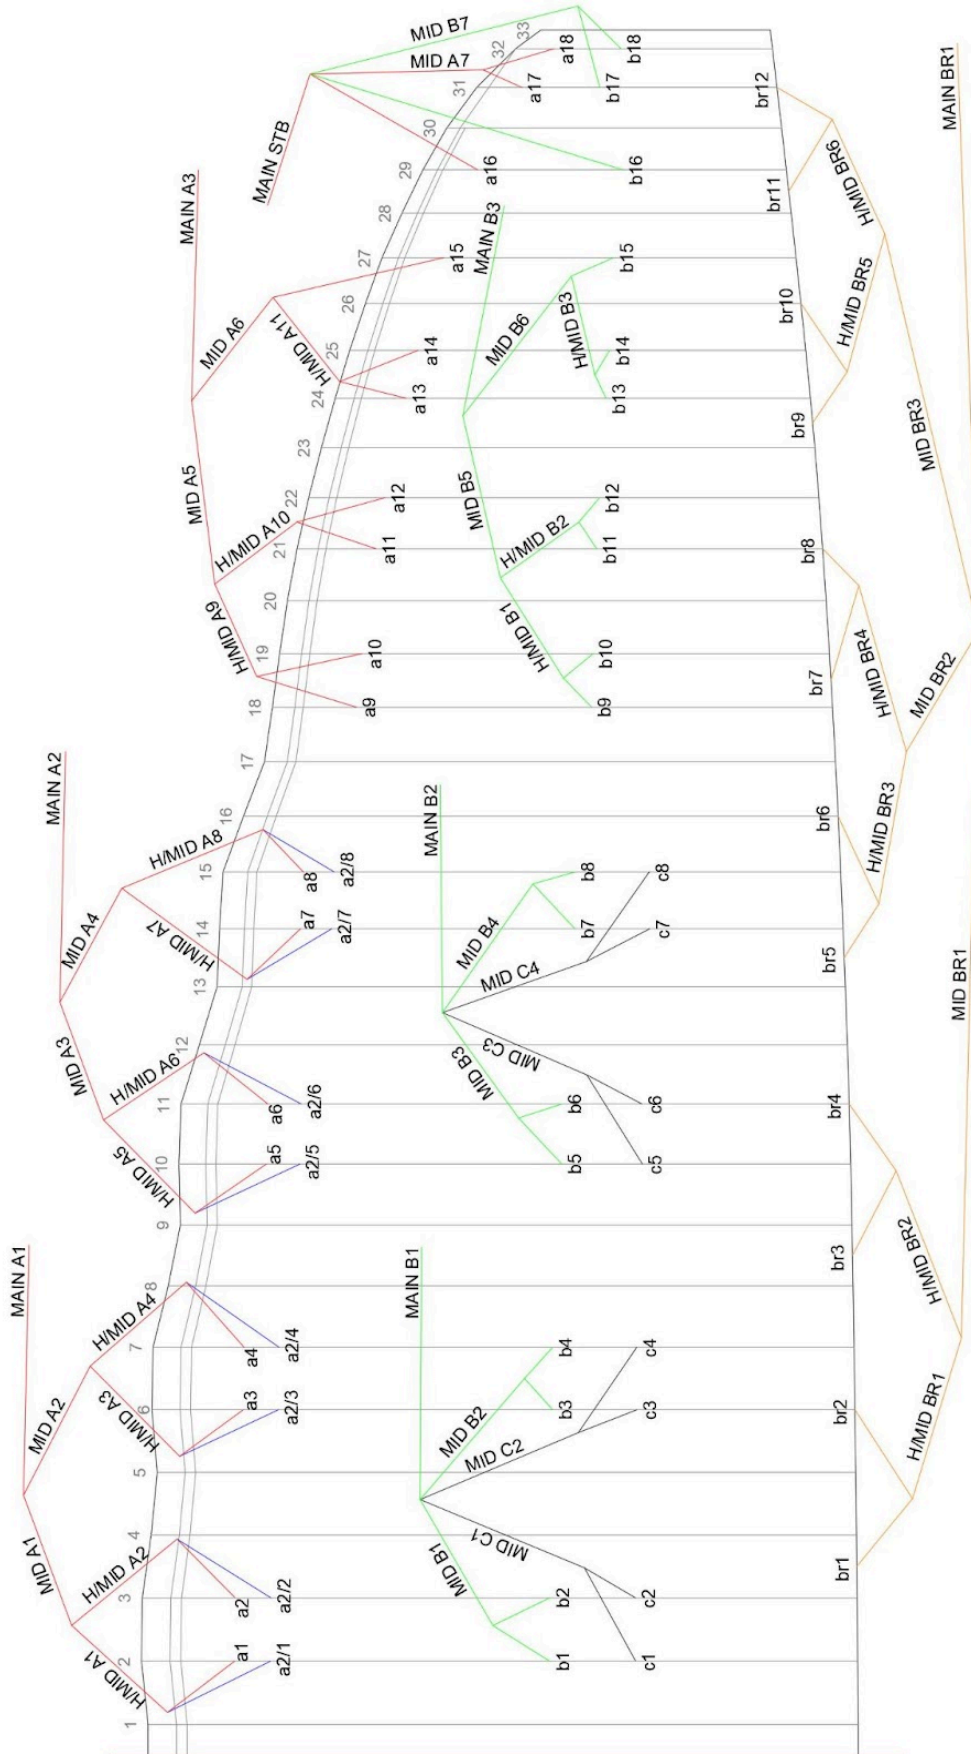 MAIN A1
MID A1
MID A2
H/MID A1
H/MID A2
H/MID A3
H/MID A4
a1
a2/1
a2
a2/2
a3
a2/3
a4
a2/4
MAIN A2
MID A3
MID A4
H/MID A5
H/MID A6
H/MID A7
H/MID A8
a5
a2/5
a6
a2/6
a7
a2/7
a8
a2/8
MAIN A3
MID A5
MID A6
H/MID A9
H/MID A10
H/MID A11
a9
a10
a11
a12
a13
a14
a15
MAIN STB
MID A7
MID B7
a16
a17
a18
b16
b17
b18
1
2
3
4
5
6
7
8
9
10
11
12
13
14
15
16
17
18
19
20
21
22
23
24
25
26
27
28
29
30
31
32
33
MAIN B1
MID B1
MID B2
MID C1
MID C2
b1
b2
b3
b4
c1
c2
c3
c4
MAIN B2
MID B3
MID B4
MID C3
MID C4
b5
b6
b7
b8
c5
c6
c7
c8
MAIN B3
MID B5
MID B6
H/MID B1
H/MID B2
H/MID B3
b9
b10
b11
b12
b13
b14
b15
br1
br2
br3
br4
br5
br6
br7
br8
br9
br10
br11
br12
H/MID BR1
H/MID BR2
H/MID BR3
H/MID BR4
H/MID BR5
H/MID BR6
MID BR1
MID BR2
MID BR3
MAIN BR1